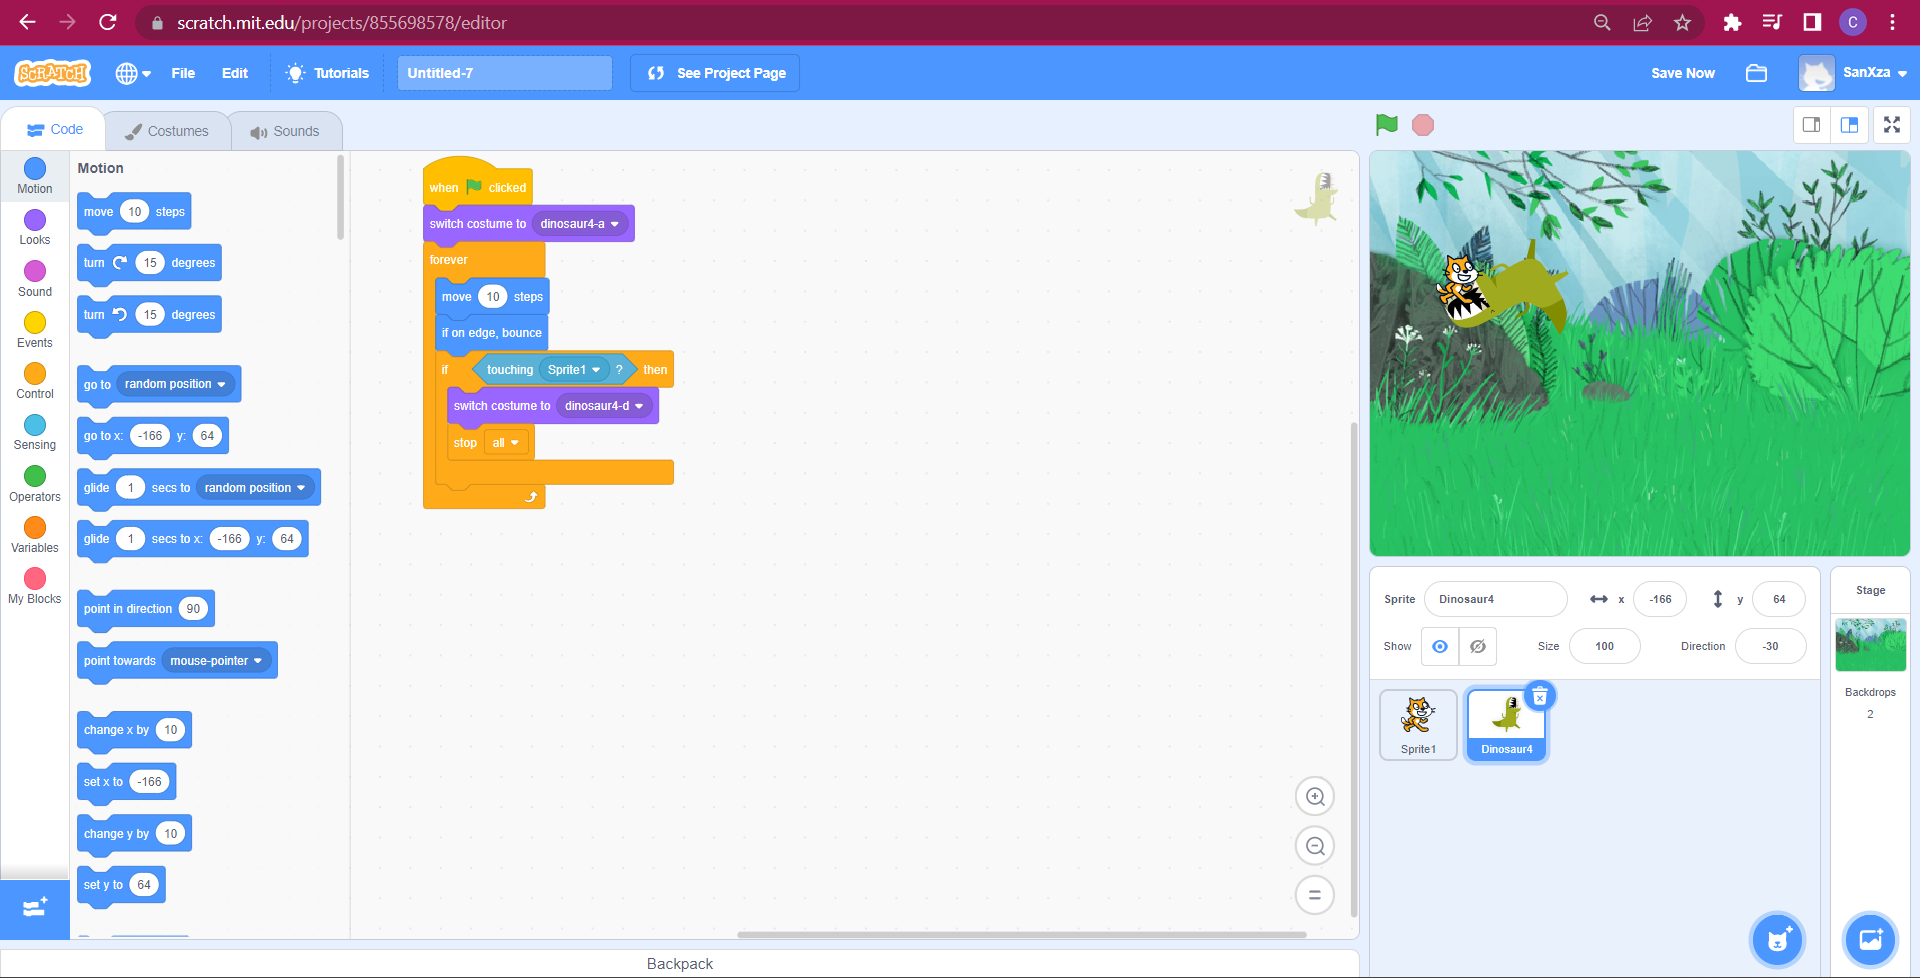 scratch.mit.edu/projects/855698578/editor
C
SCRATCH File Edit Tutorials Untitled-7 See Project Page Save Now SanXza
Code Costumes Sounds
Motion
Looks
Sound
Events
Control
Sensing
Operators
Variables
My Blocks
Motion
move 10 steps
turn 15 degrees
turn 15 degrees
go to random position
go to x: -166 y: 64
glide 1 secs to random position
glide 1 secs to x: -166 y: 64
point in direction 90
point towards mouse-pointer
change x by 10
set x to -166
change y by 10
set y to 64
when clicked
switch costume to dinosaur4-a
forever
move 10 steps
if on edge, bounce
if touching Sprite1 ? then
switch costume to dinosaur4-d
stop all
Backpack
Sprite Dinosaur4 x -166 y 64
Show Size 100 Direction -30
Sprite1 Dinosaur4
Stage
Backdrops
2